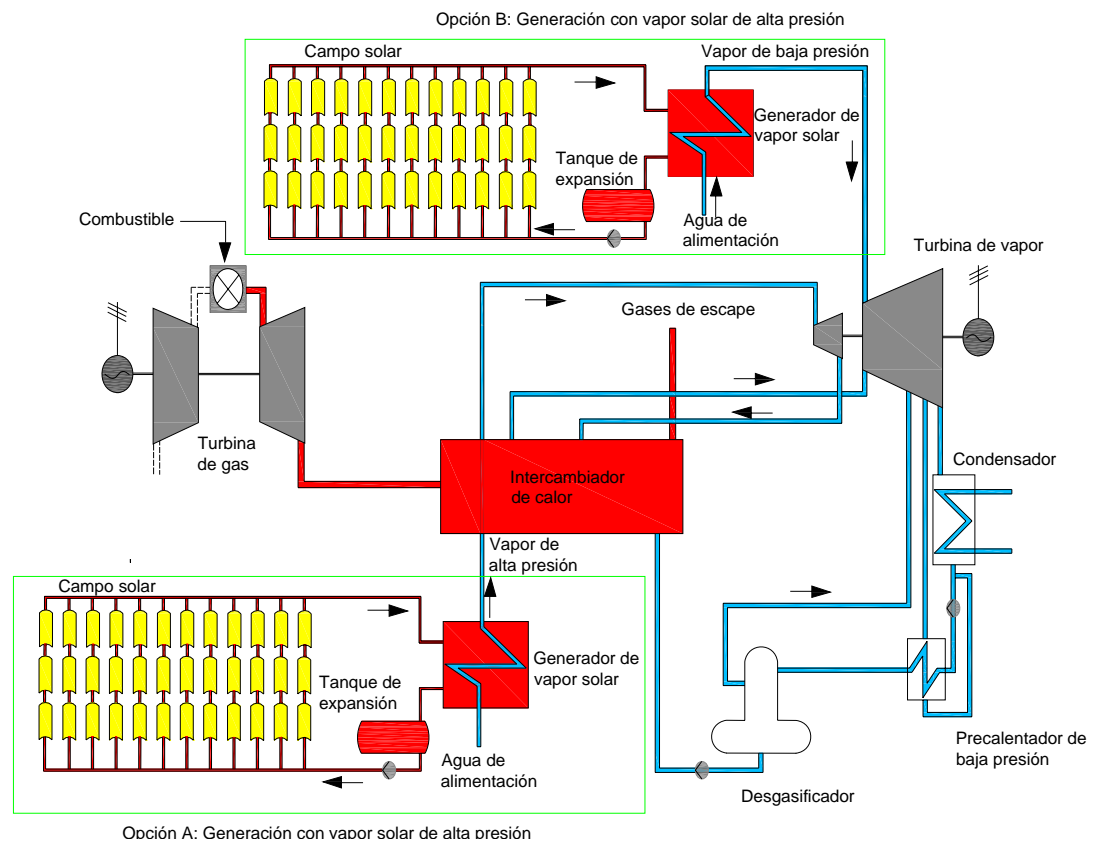 Opción B: Generación con vapor solar de alta presión
Campo solar
Vapor de baja presión
Generador de
vapor solar
Tanque de
expansión
Agua de
alimentación
Combustible
Turbina de vapor
Gases de escape
Turbina
de gas
Intercambiador
de calor
Condensador
Vapor de
alta presión
Campo solar
Generador de
vapor solar
Tanque de
expansión
Agua de
alimentación
Precalentador de
baja presión
Desgasificador
Opción A: Generación con vapor solar de alta presión